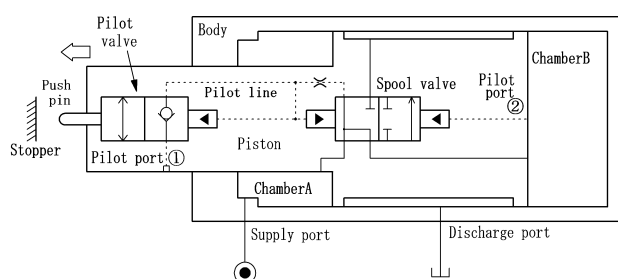 Pilot
valve
Body
ChamberB
Push
pin
Pilot line
Spool valve
Pilot
port
②
Stopper
Pilot port①
Piston
ChamberA
Supply port
Discharge port